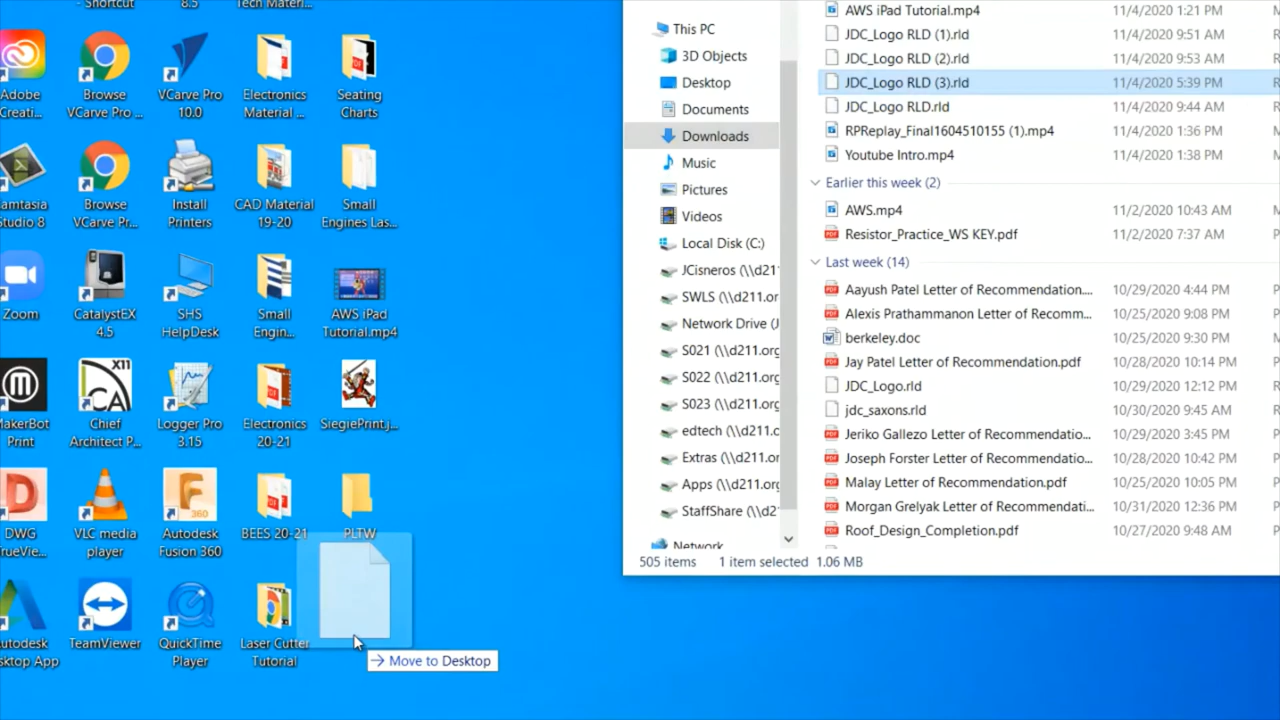 - Shortcut
8.5
Tech Materi...
Adobe
Creati...
Browse
VCarve Pro ...
VCarve Pro
10.0
Electronics
Material ...
Seating
Charts
amtasia
Studio 8
Browse
VCarve Pr...
Install
Printers
CAD Material
19-20
Small
Engines Las...
Zoom
CatalystEX
4.5
SHS
HelpDesk
Small
Engin...
AWS iPad
Tutorial.mp4
MakerBot
Print
X11
CA
Chief
Architect P...
Logger Pro
3.15
Electronics
20-21
SiegiePrint.j...
DWG
TrueVie...
VLC media
player
F
360
Autodesk
Fusion 360
BEES 20-21
PLTW
Autodesk
sktop App
TeamViewer
QuickTime
Player
Laser Cutter
Tutorial
Move to Desktop
This PC
3D Objects
Desktop
Documents
Downloads
Music
Pictures
Videos
Local Disk (C:)
JCisneros (\\d21
SWLS (\\d211.or
Network Drive (J
S021 (\\d211.org
S022 (\\d211.org
S023 (\\d211.org
edtech (\\d211.o
Extras (\\d211.or
Apps (\\d211.org
StaffShare (\\d2
Network
AWS iPad Tutorial.mp4 11/4/2020 1:21 PM
JDC_Logo RLD (1).rld 11/4/2020 9:51 AM
JDC_Logo RLD (2).rld 11/4/2020 9:53 AM
JDC_Logo RLD (3).rld 11/4/2020 5:39 PM
JDC_Logo RLD.rld 11/4/2020 9:44 AM
RPReplay_Final1604510155 (1).mp4 11/4/2020 1:36 PM
Youtube Intro.mp4 11/4/2020 1:38 PM
Earlier this week (2)
AWS.mp4 11/2/2020 10:43 AM
Resistor_Practice_WS KEY.pdf 11/2/2020 7:37 AM
Last week (14)
Aayush Patel Letter of Recommendation.... 10/29/2020 4:44 PM
Alexis Prathammanon Letter of Recomm... 10/25/2020 9:08 PM
berkeley.doc 10/25/2020 9:30 PM
Jay Patel Letter of Recommendation.pdf 10/28/2020 10:14 PM
JDC_Logo.rld 10/29/2020 12:12 PM
jdc_saxons.rld 10/30/2020 9:45 AM
Jeriko Gallezo Letter of Recommendatio... 10/29/2020 3:45 PM
Joseph Forster Letter of Recommendatio... 10/28/2020 10:42 PM
Malay Letter of Recommendation.pdf 10/25/2020 10:05 PM
Morgan Grelyak Letter of Recommendat... 10/31/2020 12:36 PM
Roof_Design_Completion.pdf 10/27/2020 9:48 AM
505 items 1 item selected 1.06 MB